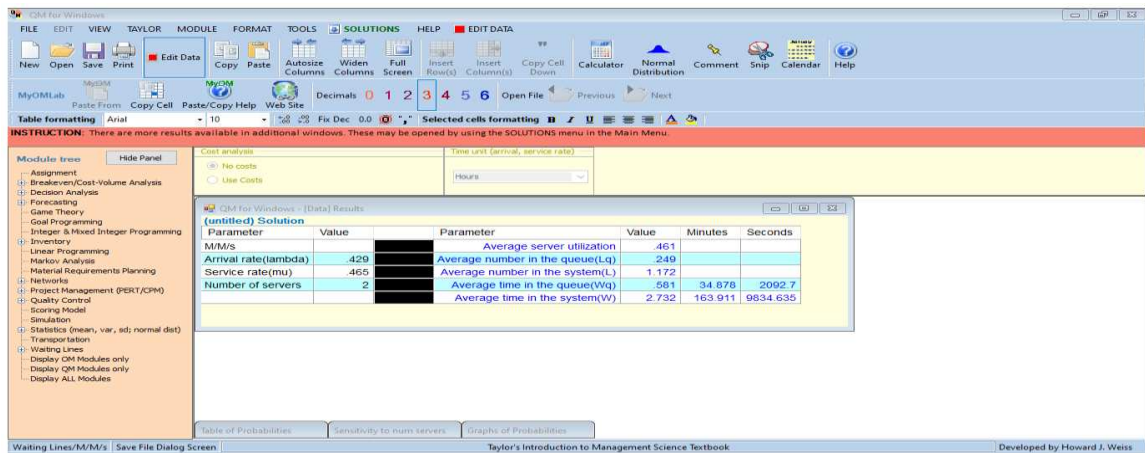 QM for Windows
FILE EDIT VIEW TAYLOR MODULE FORMAT TOOLS SOLUTIONS HELP EDIT DATA
New Open Save Print Edit Data Copy Paste Autosize Columns Widen Columns Full Screen Insert Row(s) Insert Column(s) Copy Cell Down Calculator Normal Distribution Comment Snip Calendar Help
MyOMLab Paste From Copy Cell Paste/Copy Help Web Site Decimals 0 1 2 3 4 5 6 Open File Previous Next
Table formatting Arial 10 Fix Dec 0.0 Selected cells formatting B I U
INSTRUCTION: There are more results available in additional windows. These may be opened by using the SOLUTIONS menu in the Main Menu.
Module tree Hide Panel
Assignment
Breakeven/Cost-Volume Analysis
Decision Analysis
Forecasting
Game Theory
Goal Programming
Integer & Mixed Integer Programming
Inventory
Linear Programming
Markov Analysis
Material Requirements Planning
Networks
Project Management (PERT/CPM)
Quality Control
Scoring Model
Simulation
Statistics (mean, var, sd; normal dist)
Transportation
Waiting Lines
Display OM Modules only
Display QM Modules only
Display ALL Modules
Cost analysis
No costs
Use Costs
Time unit (arrival, service rate)
Hours
QM for Windows - [Data] Results
(untitled) Solution
Parameter Value Parameter Value Minutes Seconds
M/M/s Average server utilization .461
Arrival rate(lambda) .429 Average number in the queue(Lq) .249
Service rate(mu) .465 Average number in the system(L) 1.172
Number of servers 2 Average time in the queue(Wq) .581 34.878 2092.7
Average time in the system(W) 2.732 163.911 9834.635
Table of Probabilities Sensitivity to num servers Graphs of Probabilities
Waiting Lines/M/M/s Save File Dialog Screen Taylor's Introduction to Management Science Textbook Developed by Howard J. Weiss